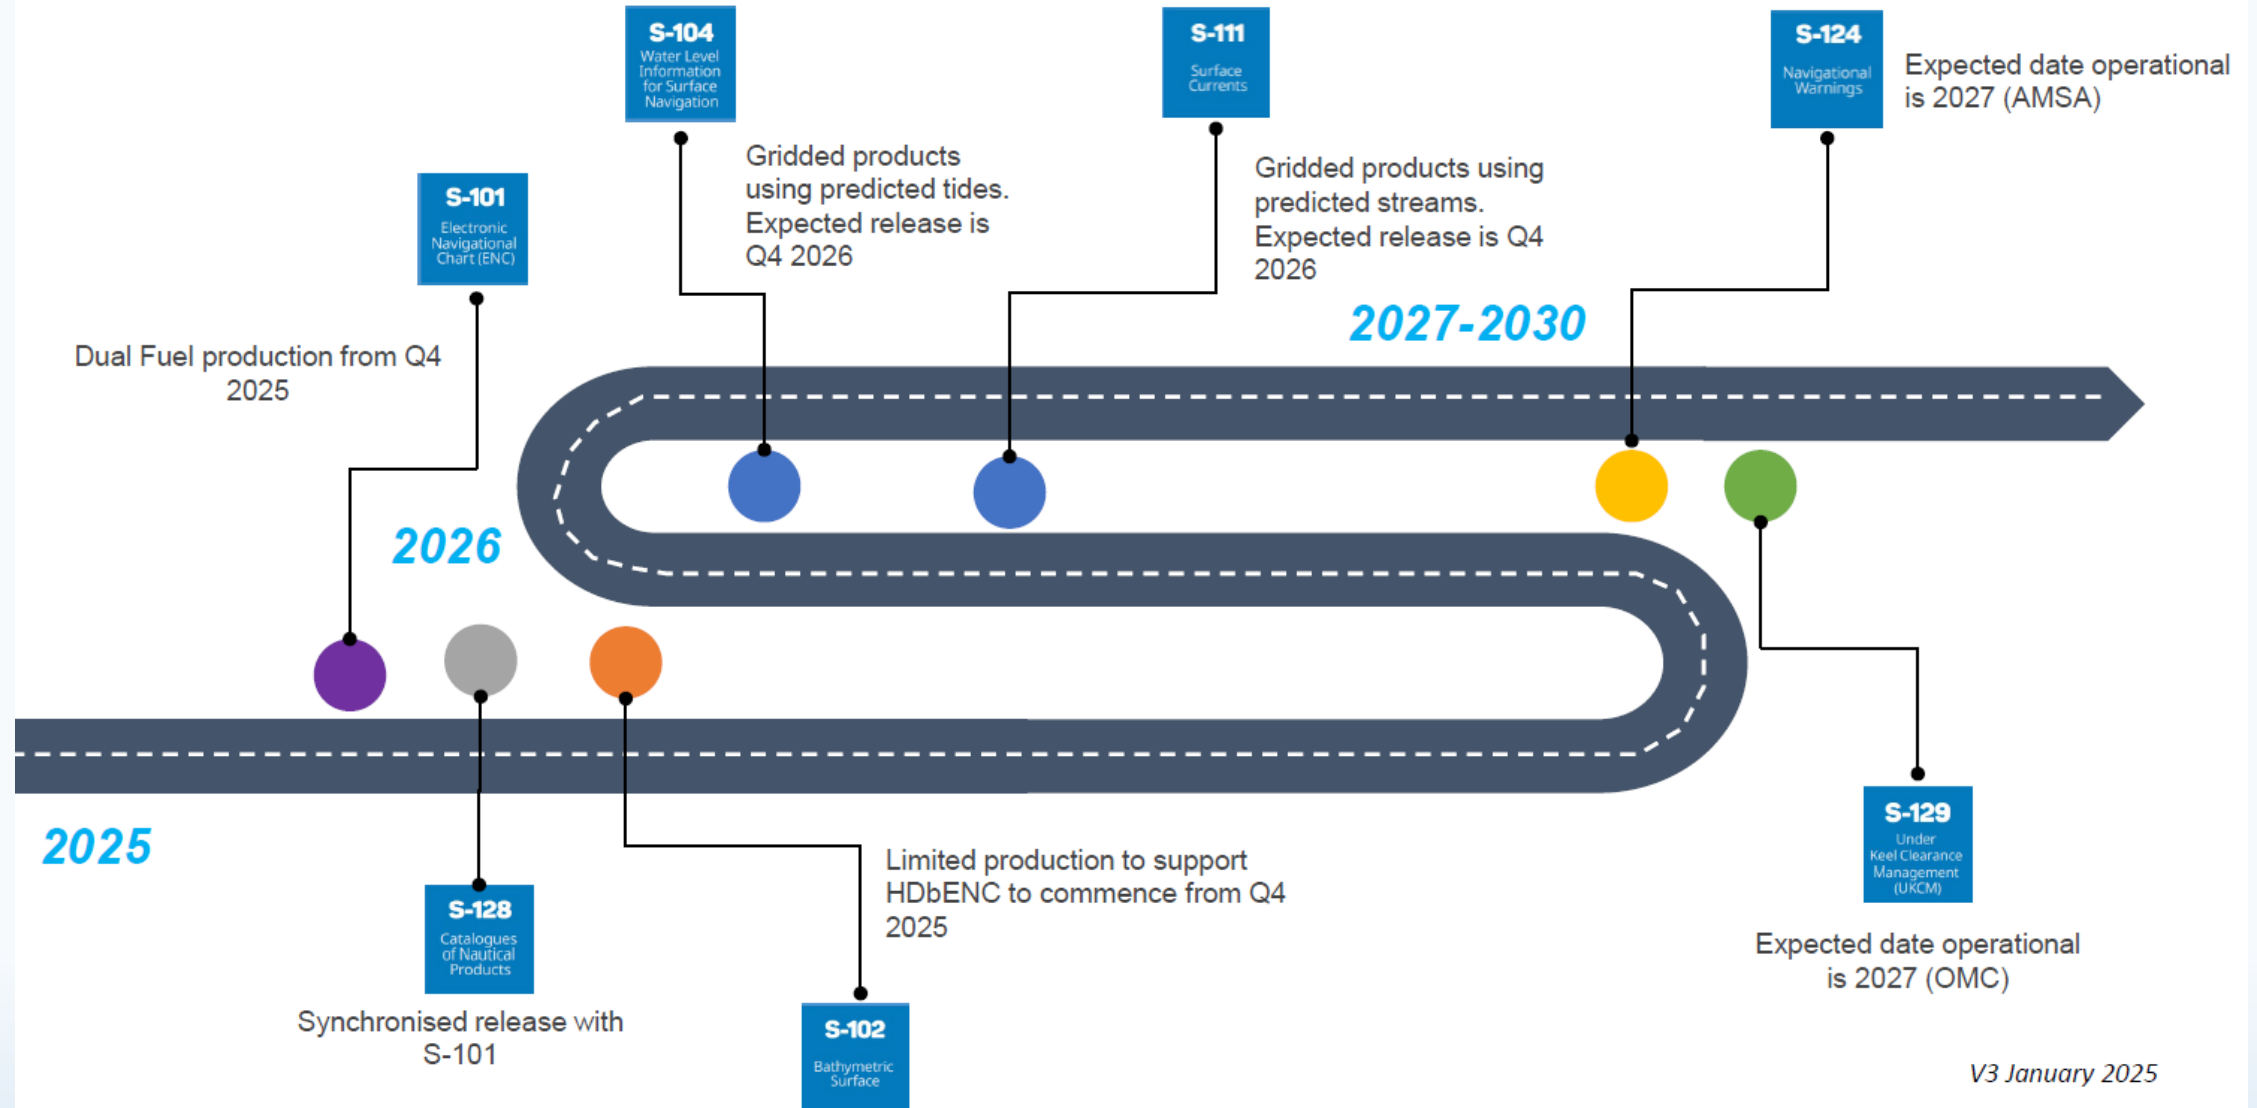 S-104
Water Level
Information
for Surface
Navigation
S-111
Surface
Currents
S-124
Navigational
Warnings
Expected date operational
is 2027 (AMSA)
Gridded products
using predicted tides.
Expected release is
Q4 2026
Gridded products using
predicted streams.
Expected release is Q4
2026
S-101
Electronic
Navigational
Chart (ENC)
2027-2030
Dual Fuel production from Q4
2025
2026
2025
S-128
Catalogues
of Nautical
Products
Synchronised release with
S-101
Limited production to support
HDbENC to commence from Q4
2025
S-102
Bathymetric
Surface
S-129
Under
Keel Clearance
Management
(UKCM)
Expected date operational
is 2027 (OMC)
V3 January 2025